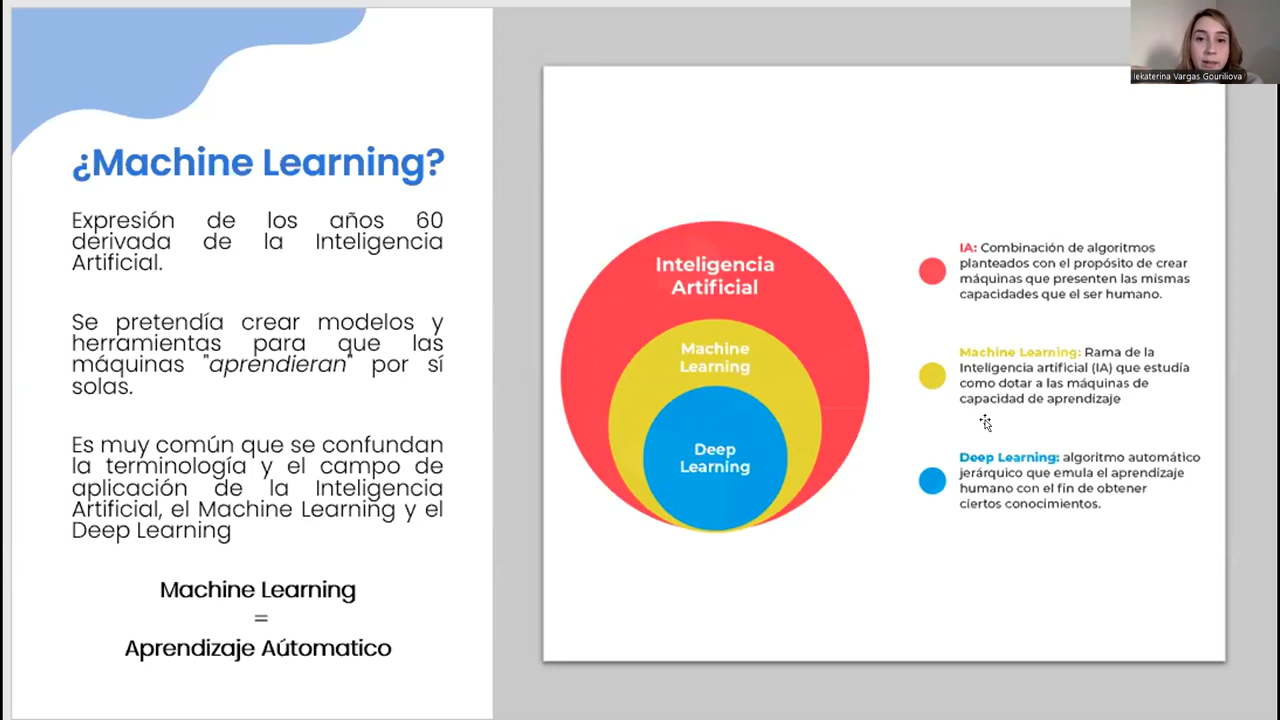 ¿Machine Learning?
Expresión de los años 60
derivada de la Inteligencia
Artificial.
Se pretendía crear modelos y
herramientas para que las
máquinas "aprendieran" por sí
solas.
Es muy común que se confundan
la terminología y el campo de
aplicación de la Inteligencia
Artificial, el Machine Learning y el
Deep Learning
Machine Learning
=
Aprendizaje Aútomatico
Inteligencia
Artificial
Machine
Learning
Deep
Learning
IA: Combinación de algoritmos
planteados con el propósito de crear
máquinas que presenten las mismas
capacidades que el ser humano.
Machine Learning: Rama de la
Inteligencia artificial (IA) que estudía
como dotar a las máquinas de
capacidad de aprendizaje
Deep Learning: algoritmo automático
jerárquico que emula el aprendizaje
humano con el fín de obtener
ciertos conocimientos.
Iekaterina Vargas Gouriliova